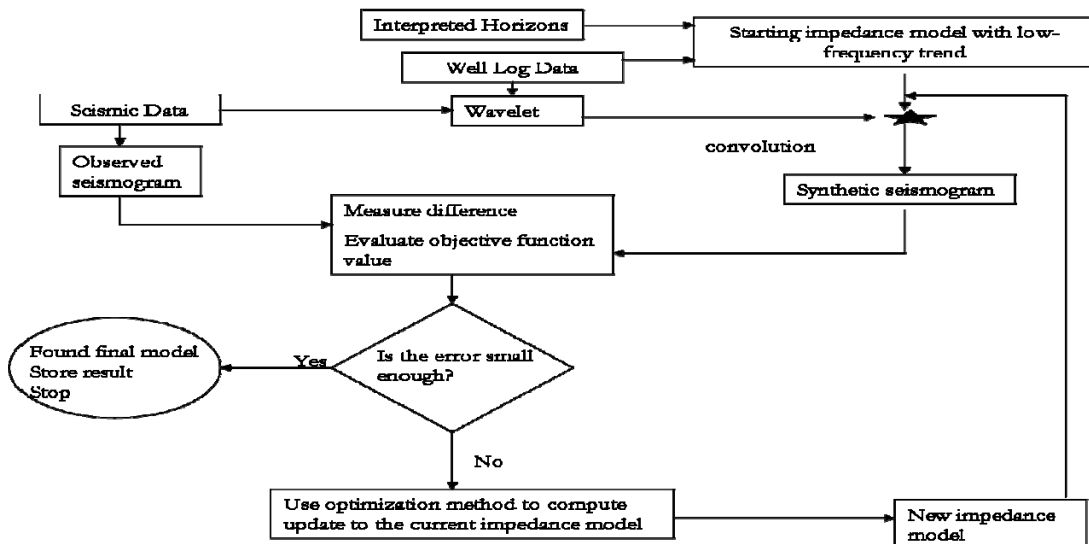 Interpreted Horizons
Starting impedance model with low-
frequency trend
Well Log Data
Seismic Data
Wavelet
convolution
Observed
seismogram
Synthetic seismogram
Measure difference
Evaluate objective function
value
Is the error small
enough?
Yes
Found final model
Store result
Stop
No
Use optimization method to compute
update to the current impedance model
New impedance
model